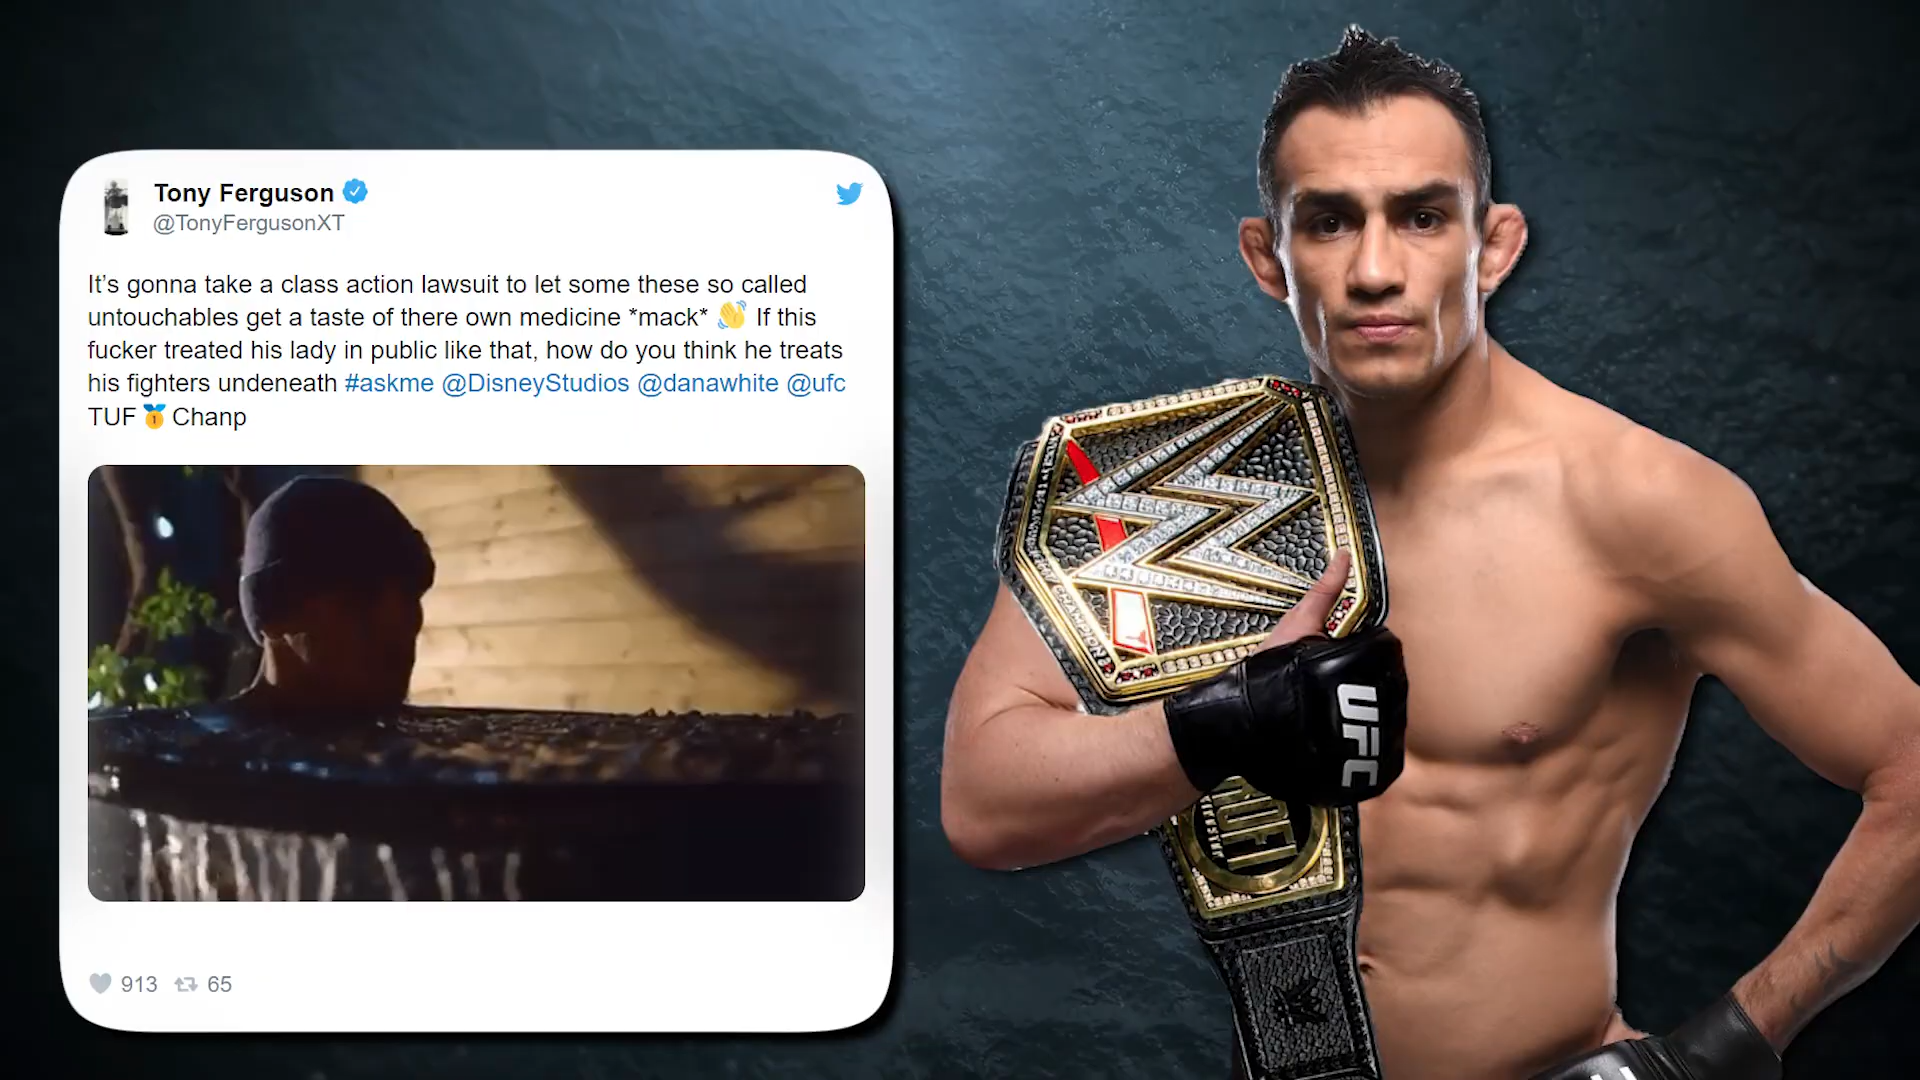 Tony Ferguson
@TonyFergusonXT
It’s gonna take a class action lawsuit to let some these so called
untouchables get a taste of there own medicine *mack* 👋 If this
fucker treated his lady in public like that, how do you think he treats
his fighters undeneath #askme @DisneyStudios @danawhite @ufc
TUF🥇Chanp
913 65
UFC